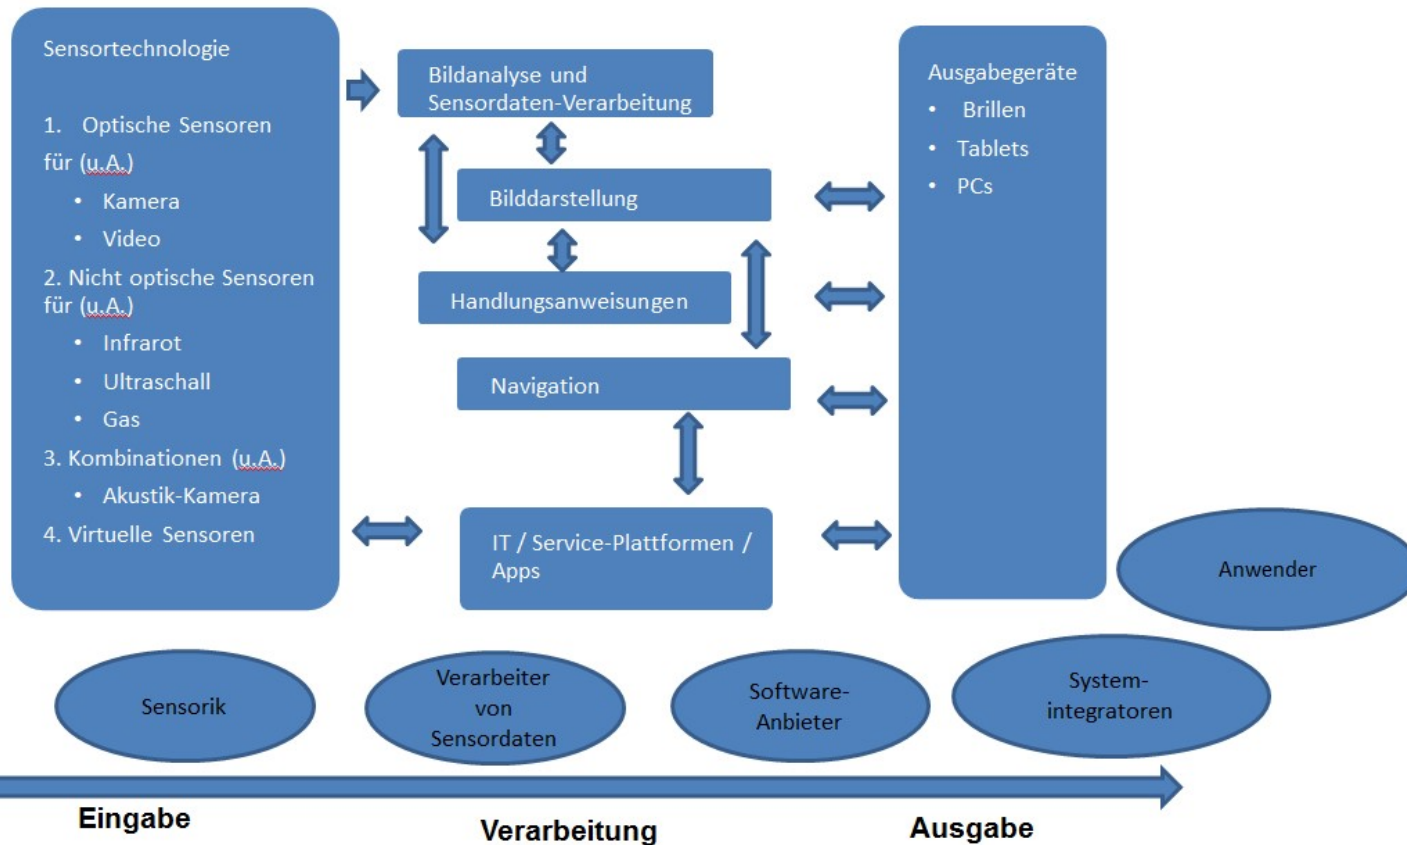 Sensortechnologie
1. Optische Sensoren
für (u.A.)
• Kamera
• Video
2. Nicht optische Sensoren
für (u.A.)
• Infrarot
• Ultraschall
• Gas
3. Kombinationen (u.A.)
• Akustik-Kamera
4. Virtuelle Sensoren
Bildanalyse und
Sensordaten-Verarbeitung
Bilddarstellung
Handlungsanweisungen
Navigation
IT / Service-Plattformen /
Apps
Ausgabegeräte
• Brillen
• Tablets
• PCs
Anwender
Sensorik
Verarbeiter
von
Sensordaten
Software-
Anbieter
System-
integratoren
Eingabe
Verarbeitung
Ausgabe